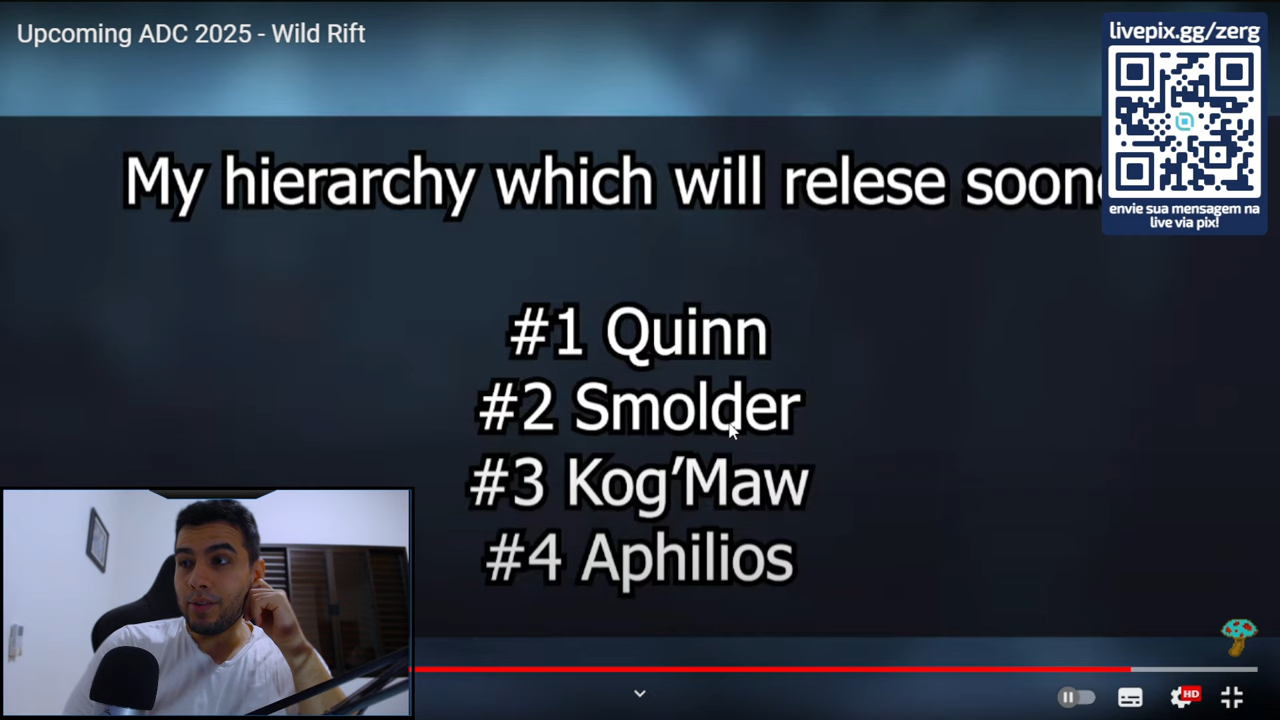 Upcoming ADC 2025 - Wild Rift
livepix.gg/zerg
My hierarchy which will relese
envie sua mensagem na
live via pix!
#1 Quinn
#2 Smolder
#3 Kog'Maw
#4 Aphilios
HD